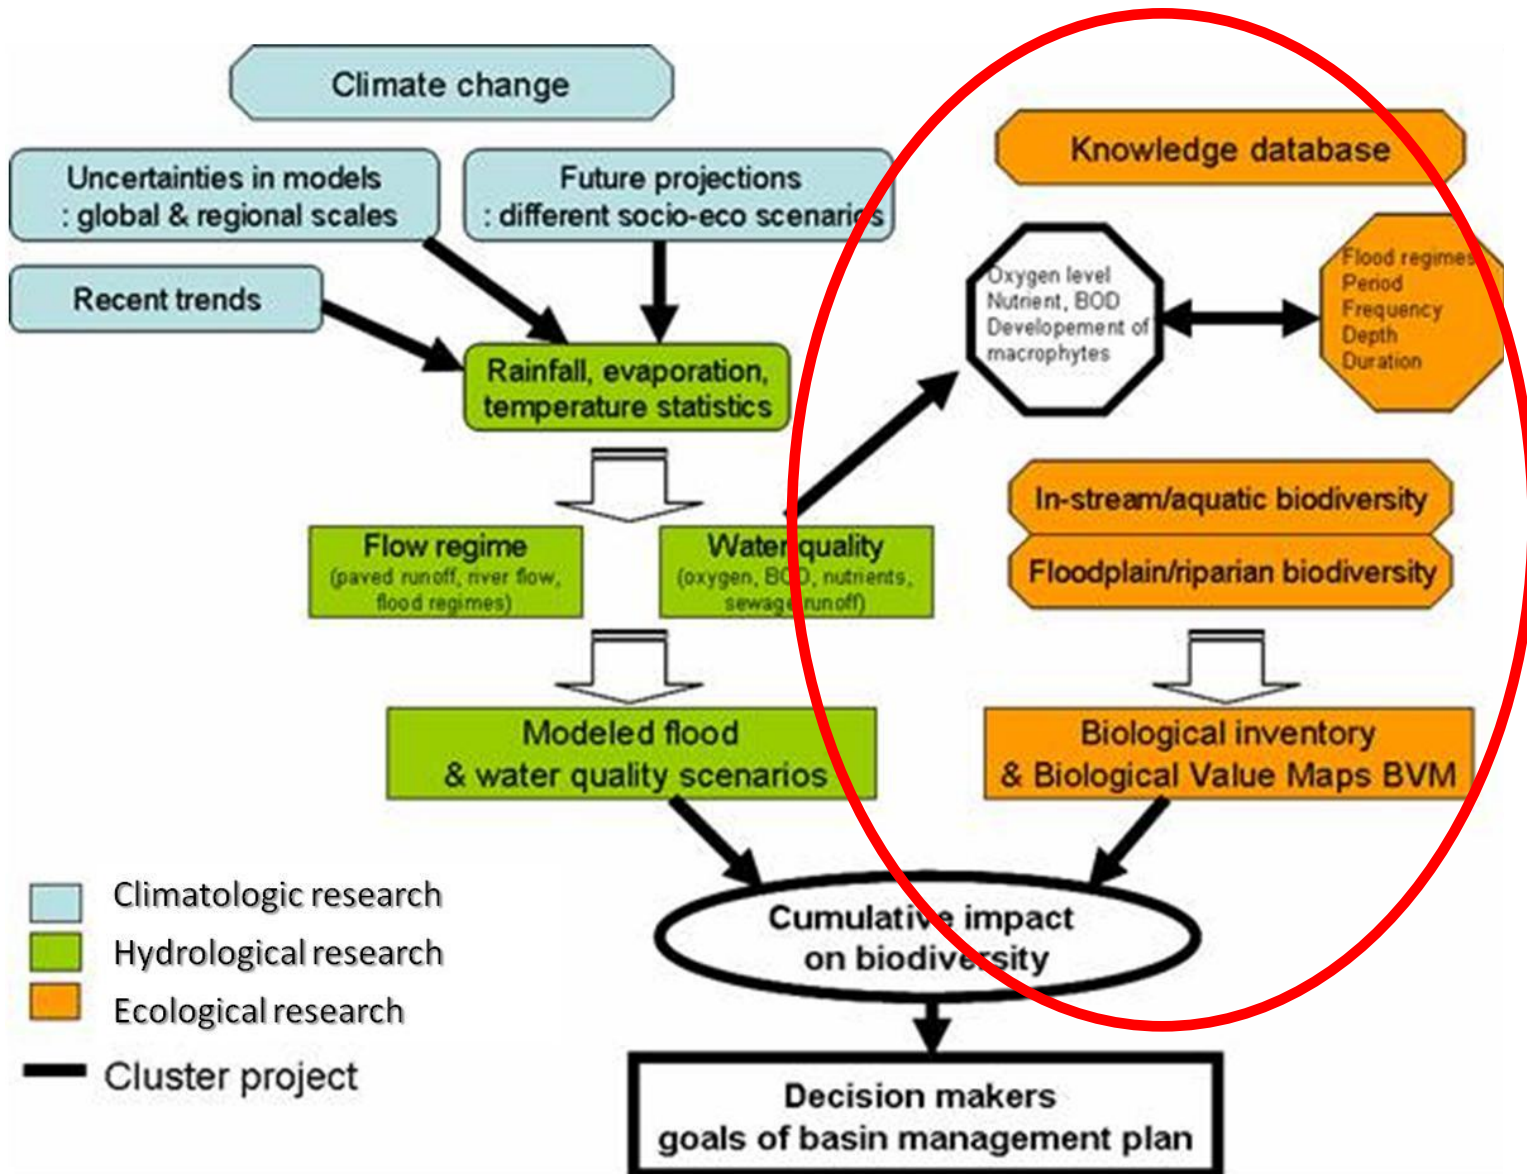 Climate change
Uncertainties in models
: global & regional scales
Future projections
: different socio-eco scenarios
Recent trends
Rainfall, evaporation,
temperature statistics
Flow regime
(paved runoff, river flow,
flood regimes)
Water quality
(oxygen, BOD, nutrients,
sewage runoff)
Modeled flood
& water quality scenarios
Knowledge database
Oxygen level
Nutrient, BOD
Developement of
macrophytes
Flood regimes
Period
Frequency
Depth
Duration
In-stream/aquatic biodiversity
Floodplain/riparian biodiversity
Biological inventory
& Biological Value Maps BVM
Cumulative impact
on biodiversity
Decision makers
goals of basin management plan
Climatologic research
Hydrological research
Ecological research
Cluster project